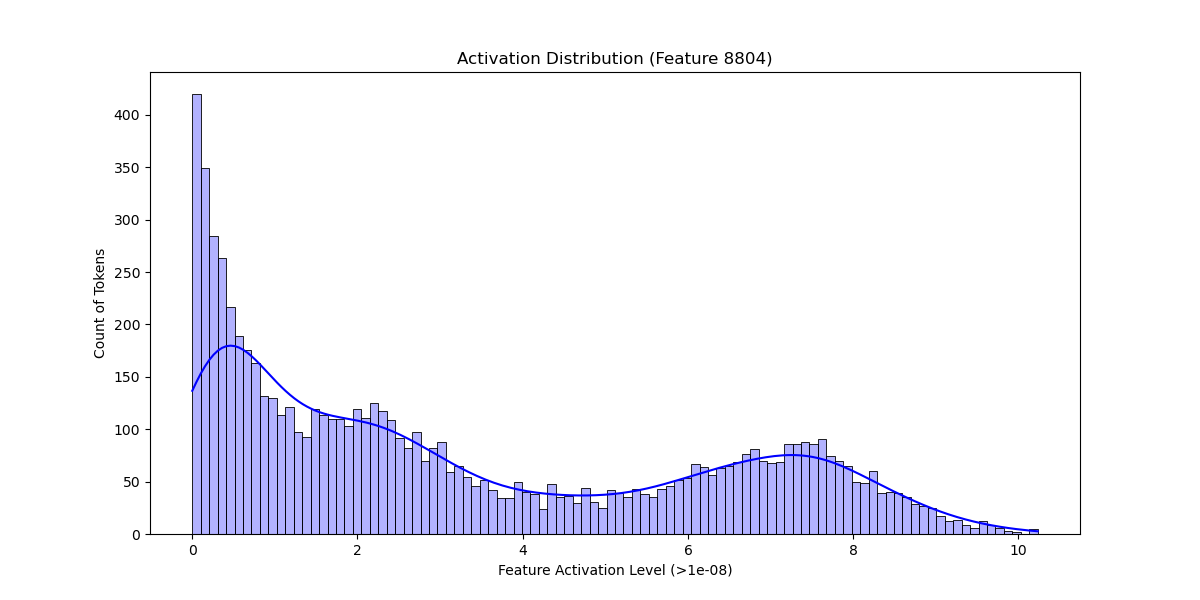 Activation Distribution (Feature 8804)
Count of Tokens
400
350
300
250
200
150
100
50
0
0 2 4 6 8 10
Feature Activation Level (>1e-08)